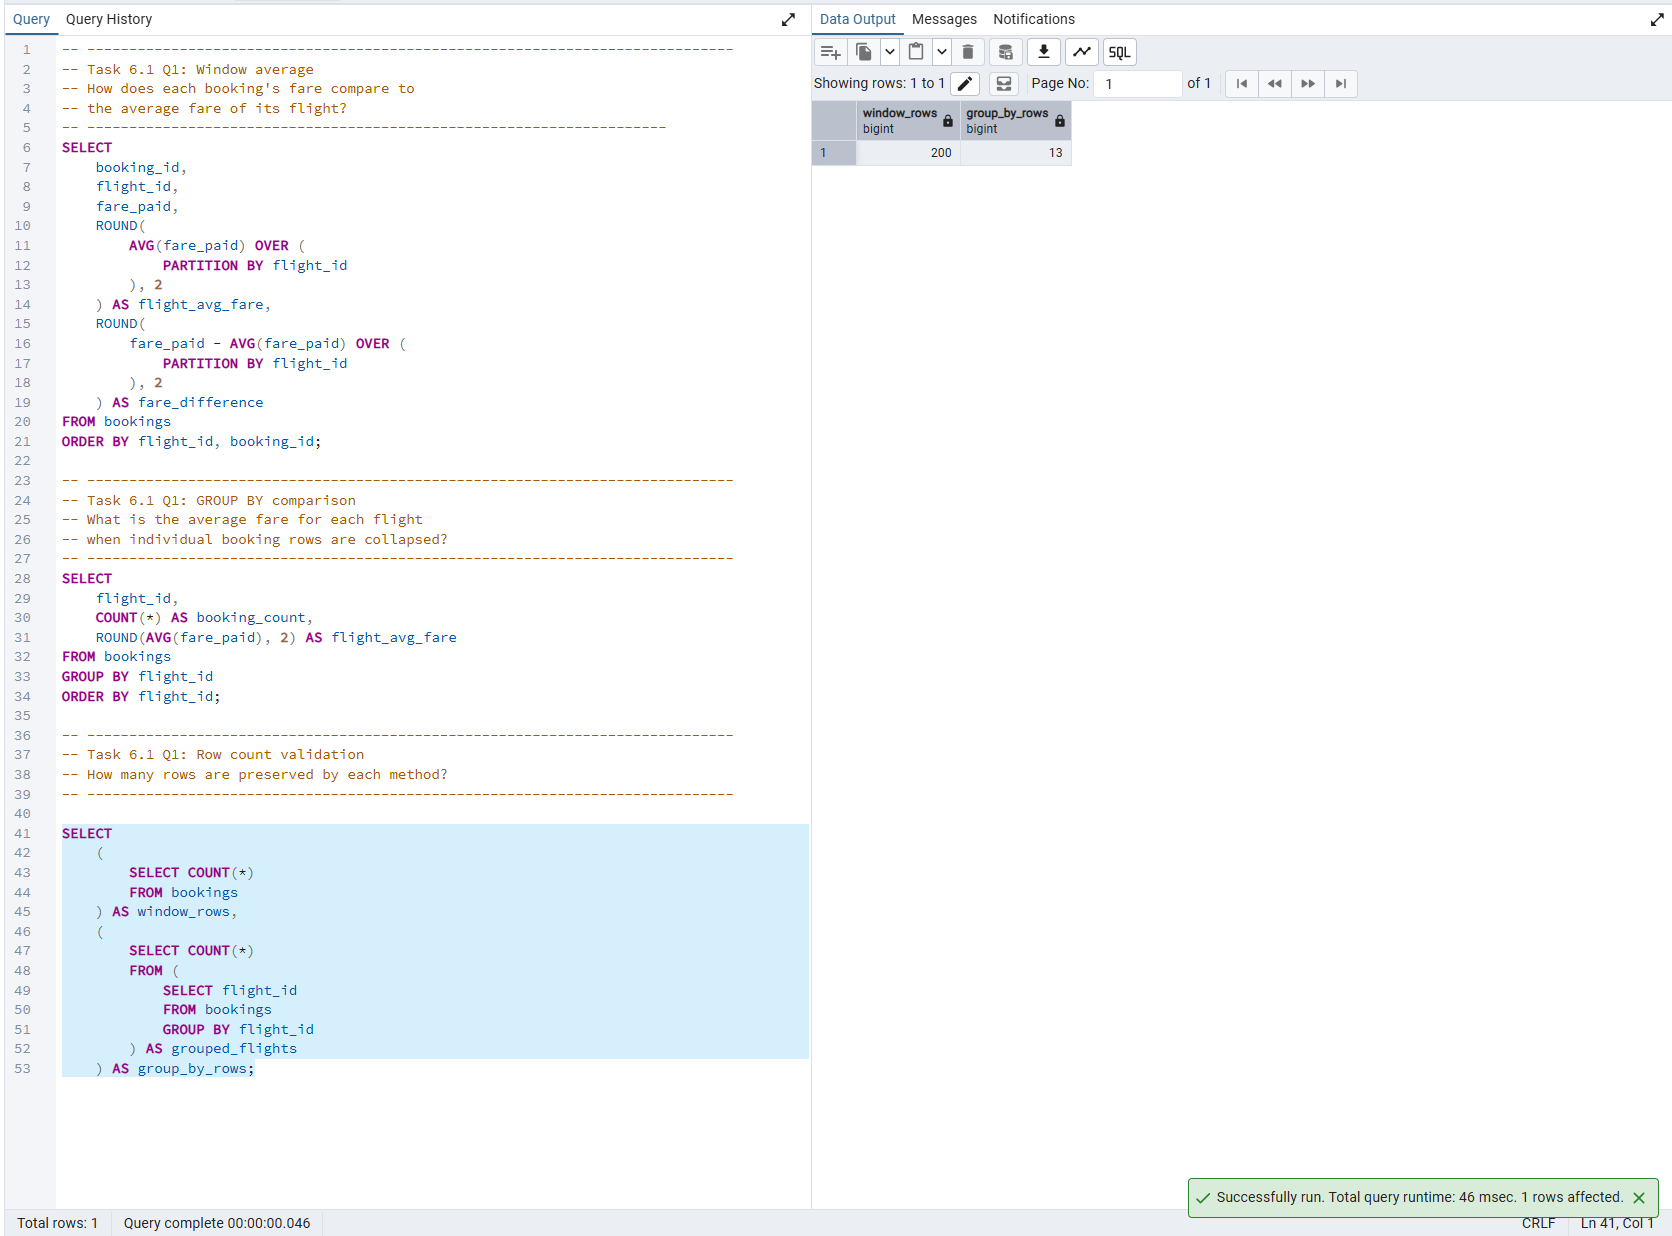 Query Query History
1 -- -----------------------------------------------------------------------------
2 -- Task 6.1 Q1: Window average
3 -- How does each booking's fare compare to
4 -- the average fare of its flight?
5 -- ---------------------------------------------------------------------
6 SELECT
7 booking_id,
8 flight_id,
9 fare_paid,
10 ROUND(
11 AVG(fare_paid) OVER (
12 PARTITION BY flight_id
13 ), 2
14 ) AS flight_avg_fare,
15 ROUND(
16 fare_paid - AVG(fare_paid) OVER (
17 PARTITION BY flight_id
18 ), 2
19 ) AS fare_difference
20 FROM bookings
21 ORDER BY flight_id, booking_id;
22
23 -- -----------------------------------------------------------------------------
24 -- Task 6.1 Q1: GROUP BY comparison
25 -- What is the average fare for each flight
26 -- when individual booking rows are collapsed?
27 -- -----------------------------------------------------------------------------
28 SELECT
29 flight_id,
30 COUNT(*) AS booking_count,
31 ROUND(AVG(fare_paid), 2) AS flight_avg_fare
32 FROM bookings
33 GROUP BY flight_id
34 ORDER BY flight_id;
35
36 -- -----------------------------------------------------------------------------
37 -- Task 6.1 Q1: Row count validation
38 -- How many rows are preserved by each method?
39 -- -----------------------------------------------------------------------------
40
41 SELECT
42 (
43 SELECT COUNT(*)
44 FROM bookings
45 ) AS window_rows,
46 (
47 SELECT COUNT(*)
48 FROM (
49 SELECT flight_id
50 FROM bookings
51 GROUP BY flight_id
52 ) AS grouped_flights
53 ) AS group_by_rows;
Data Output Messages Notifications
SQL
Showing rows: 1 to 1 Page No: 1 of 1
window_rows group_by_rows
bigint bigint
1 200 13
Successfully run. Total query runtime: 46 msec. 1 rows affected.
Total rows: 1 Query complete 00:00:00.046 CRLF Ln 41, Col 1